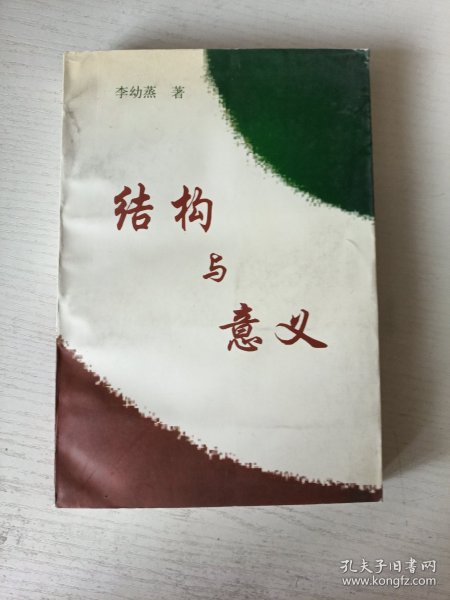 李幼蒸 著
结构
与
意义
孔夫子旧书网
www.kongfz.com